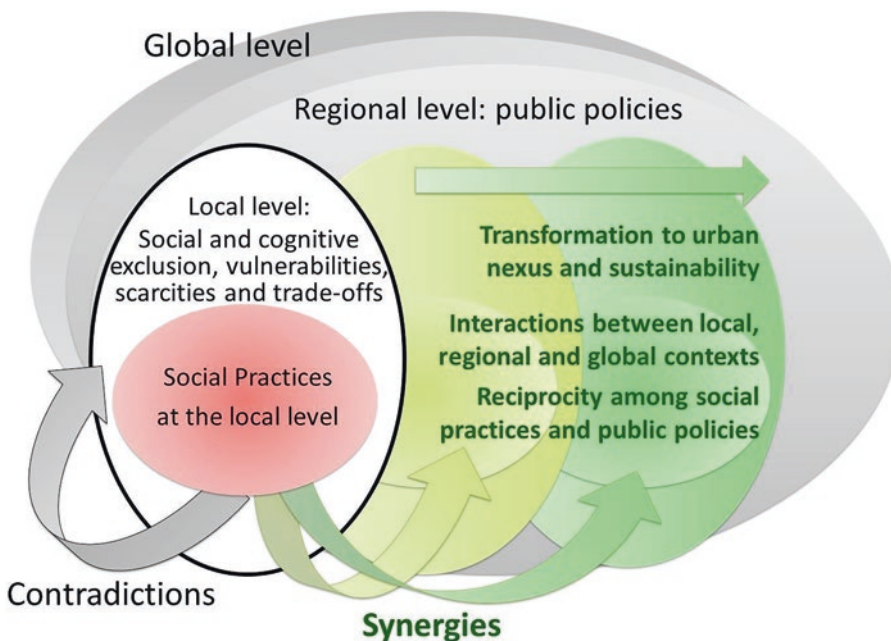 Global level
Regional level: public policies
Local level:
Social and cognitive
exclusion, vulnerabilities,
scarcities and trade-offs
Social Practices
at the local level
Transformation to urban
nexus and sustainability
Interactions between local,
regional and global contexts
Reciprocity among social
practices and public policies
Contradictions
Synergies